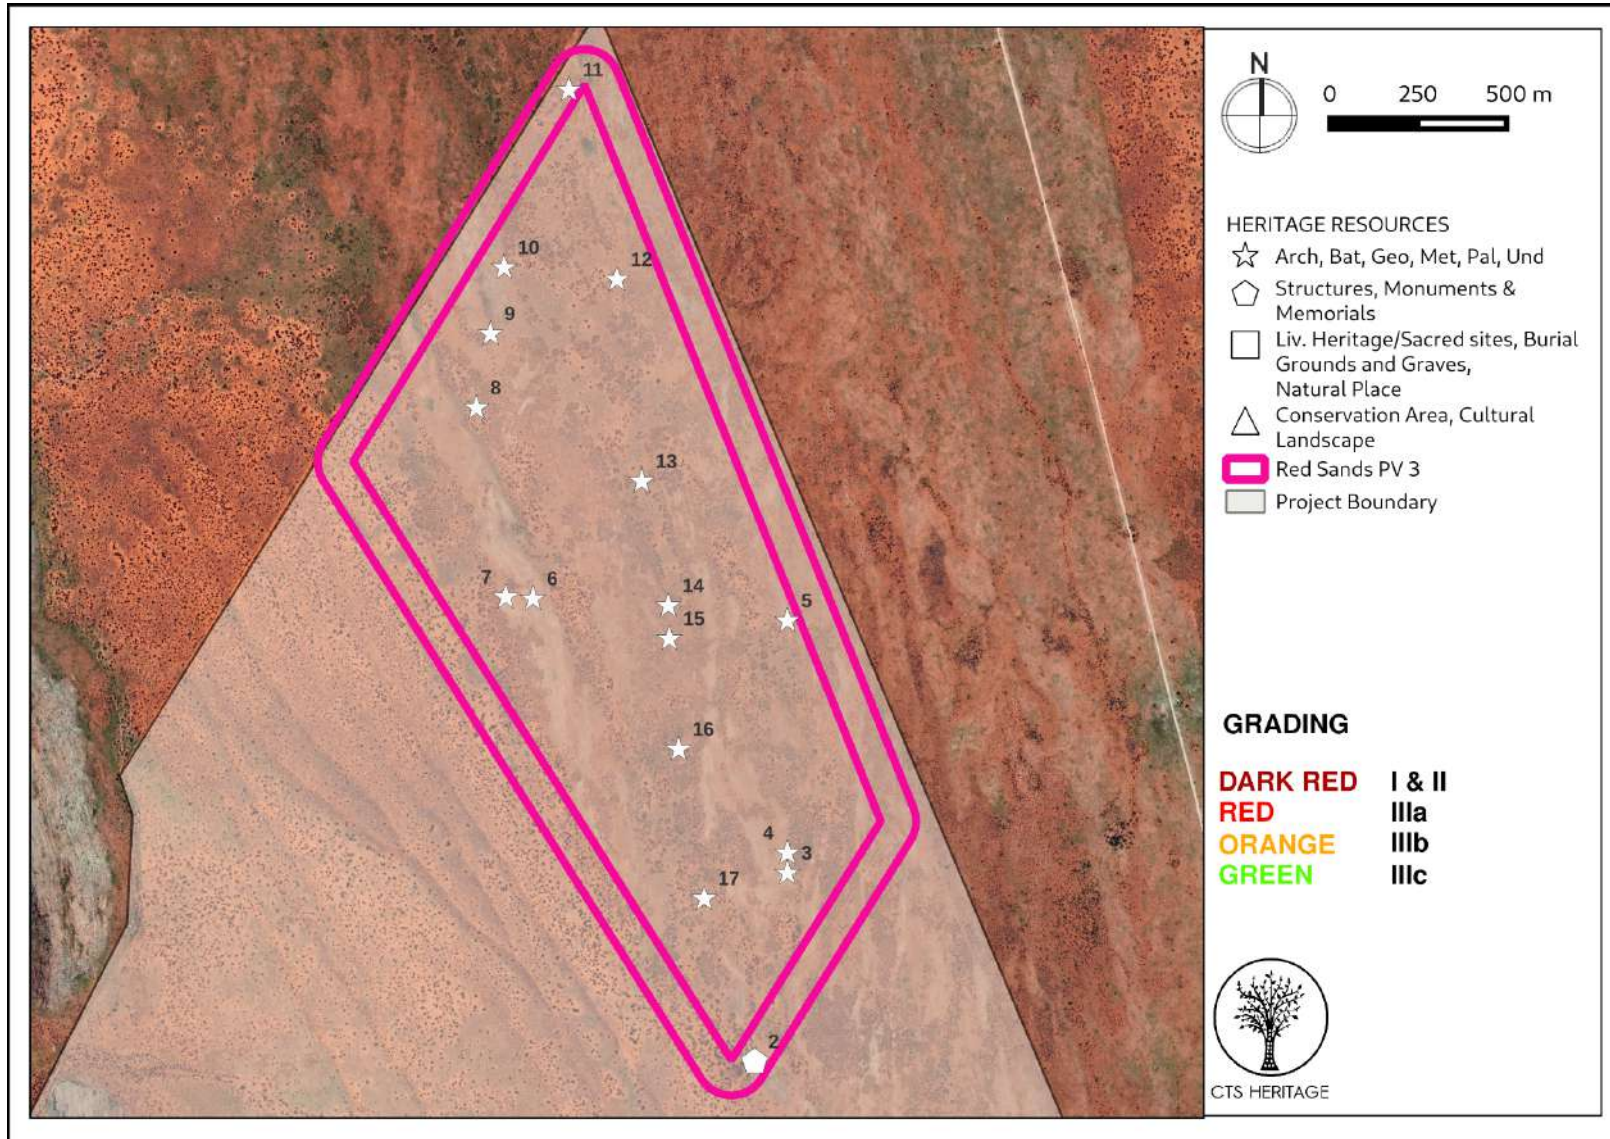 11
10
12
9
8
13
7
6
14
5
15
16
4
3
17
2
N
0 250 500 m
HERITAGE RESOURCES
Arch, Bat, Geo, Met, Pal, Und
Structures, Monuments &
Memorials
Liv. Heritage/Sacred sites, Burial
Grounds and Graves,
Natural Place
Conservation Area, Cultural
Landscape
Red Sands PV 3
Project Boundary
GRADING
DARK RED I & II
RED IIIa
ORANGE IIIb
GREEN IIIc
CTS HERITAGE